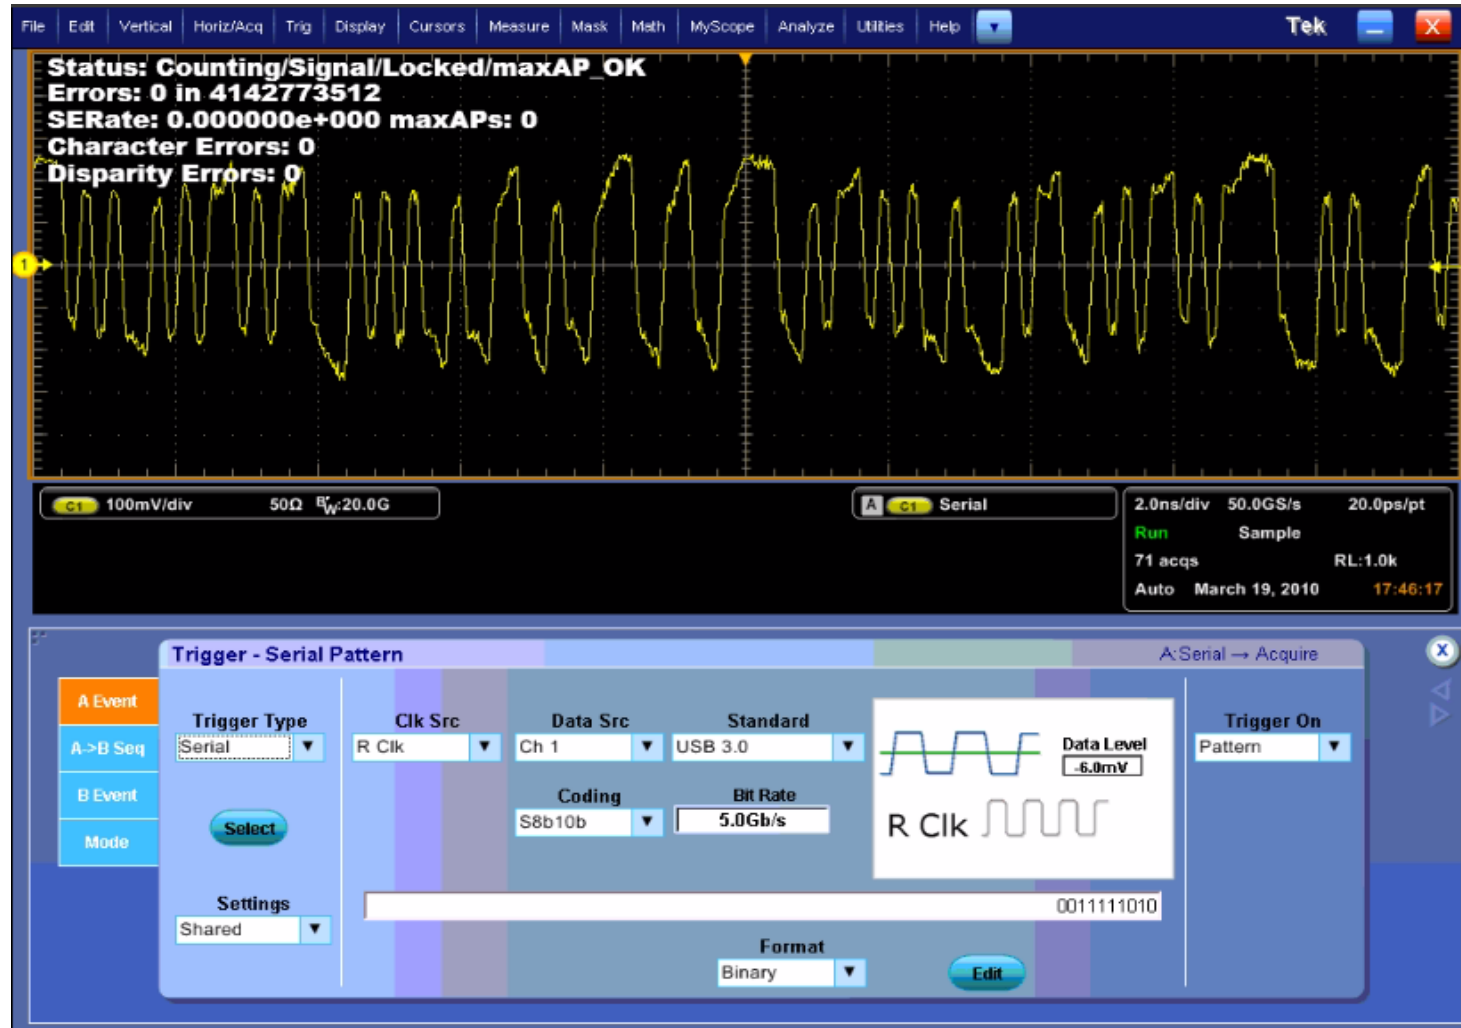 File Edit Vertical Horiz/Acq Trig Display Cursors Measure Mask Math MyScope Analyze Utilities Help Tek X
Status: Counting/Signal/Locked/maxAP_OK
Errors: 0 in 4142773512
SERate: 0.000000e+000 maxAPs: 0
Character Errors: 0
Disparity Errors: 0
1
C1 100mV/div 50Ω BW:20.0G
A C1 Serial
2.0ns/div 50.0GS/s 20.0ps/pt
Run Sample
71 acqs RL:1.0k
Auto March 19, 2010 17:46:17
Trigger - Serial Pattern A:Serial → Acquire X
A Event
A->B Seq
B Event
Mode
Trigger Type
Serial
Select
Settings
Shared
Clk Src
R Clk
Data Src
Ch 1
Standard
USB 3.0
Coding
S8b10b
Bit Rate
5.0Gb/s
Data Level
-6.0mV
R Clk
Trigger On
Pattern
0011111010
Format
Binary
Edit